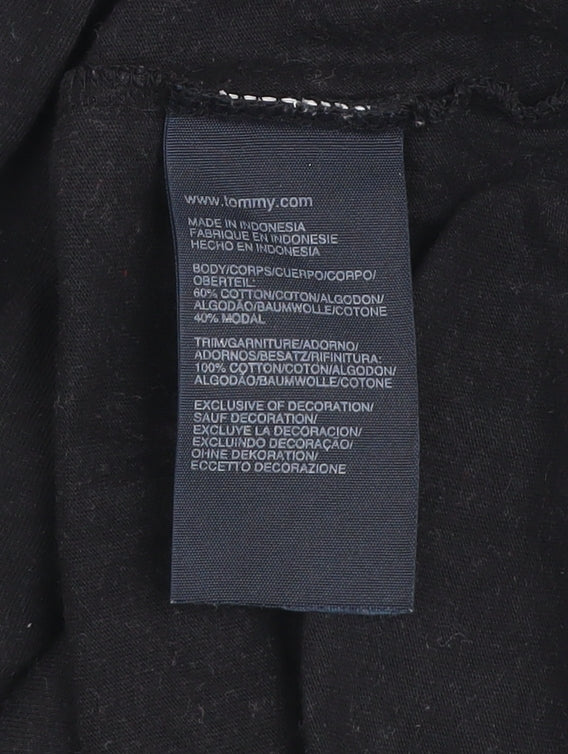 www.tommy.com
MADE IN INDONESIA
FABRIQUE EN INDONESIE
HECHO EN INDONESIA
BODY/CORPS/CUERPO/CORPO/
OBERTEIL:
60% COTTON/COTON/ALGODON/
ALGODÃO/BAUMWOLLE/COTONE
40% MODAL
TRIM/GARNITURE/ADORNO/
ADORNOS/BESATZ/RIFINITURA:
100% COTTON/COTON/ALGODON/
ALGODÃO/BAUMWOLLE/COTONE
EXCLUSIVE OF DECORATION/
SAUF DECORATION/
EXCLUYE LA DECORACION/
EXCLUINDO DECORAÇÃO/
OHNE DEKORATION/
ECCETTO DECORAZIONE